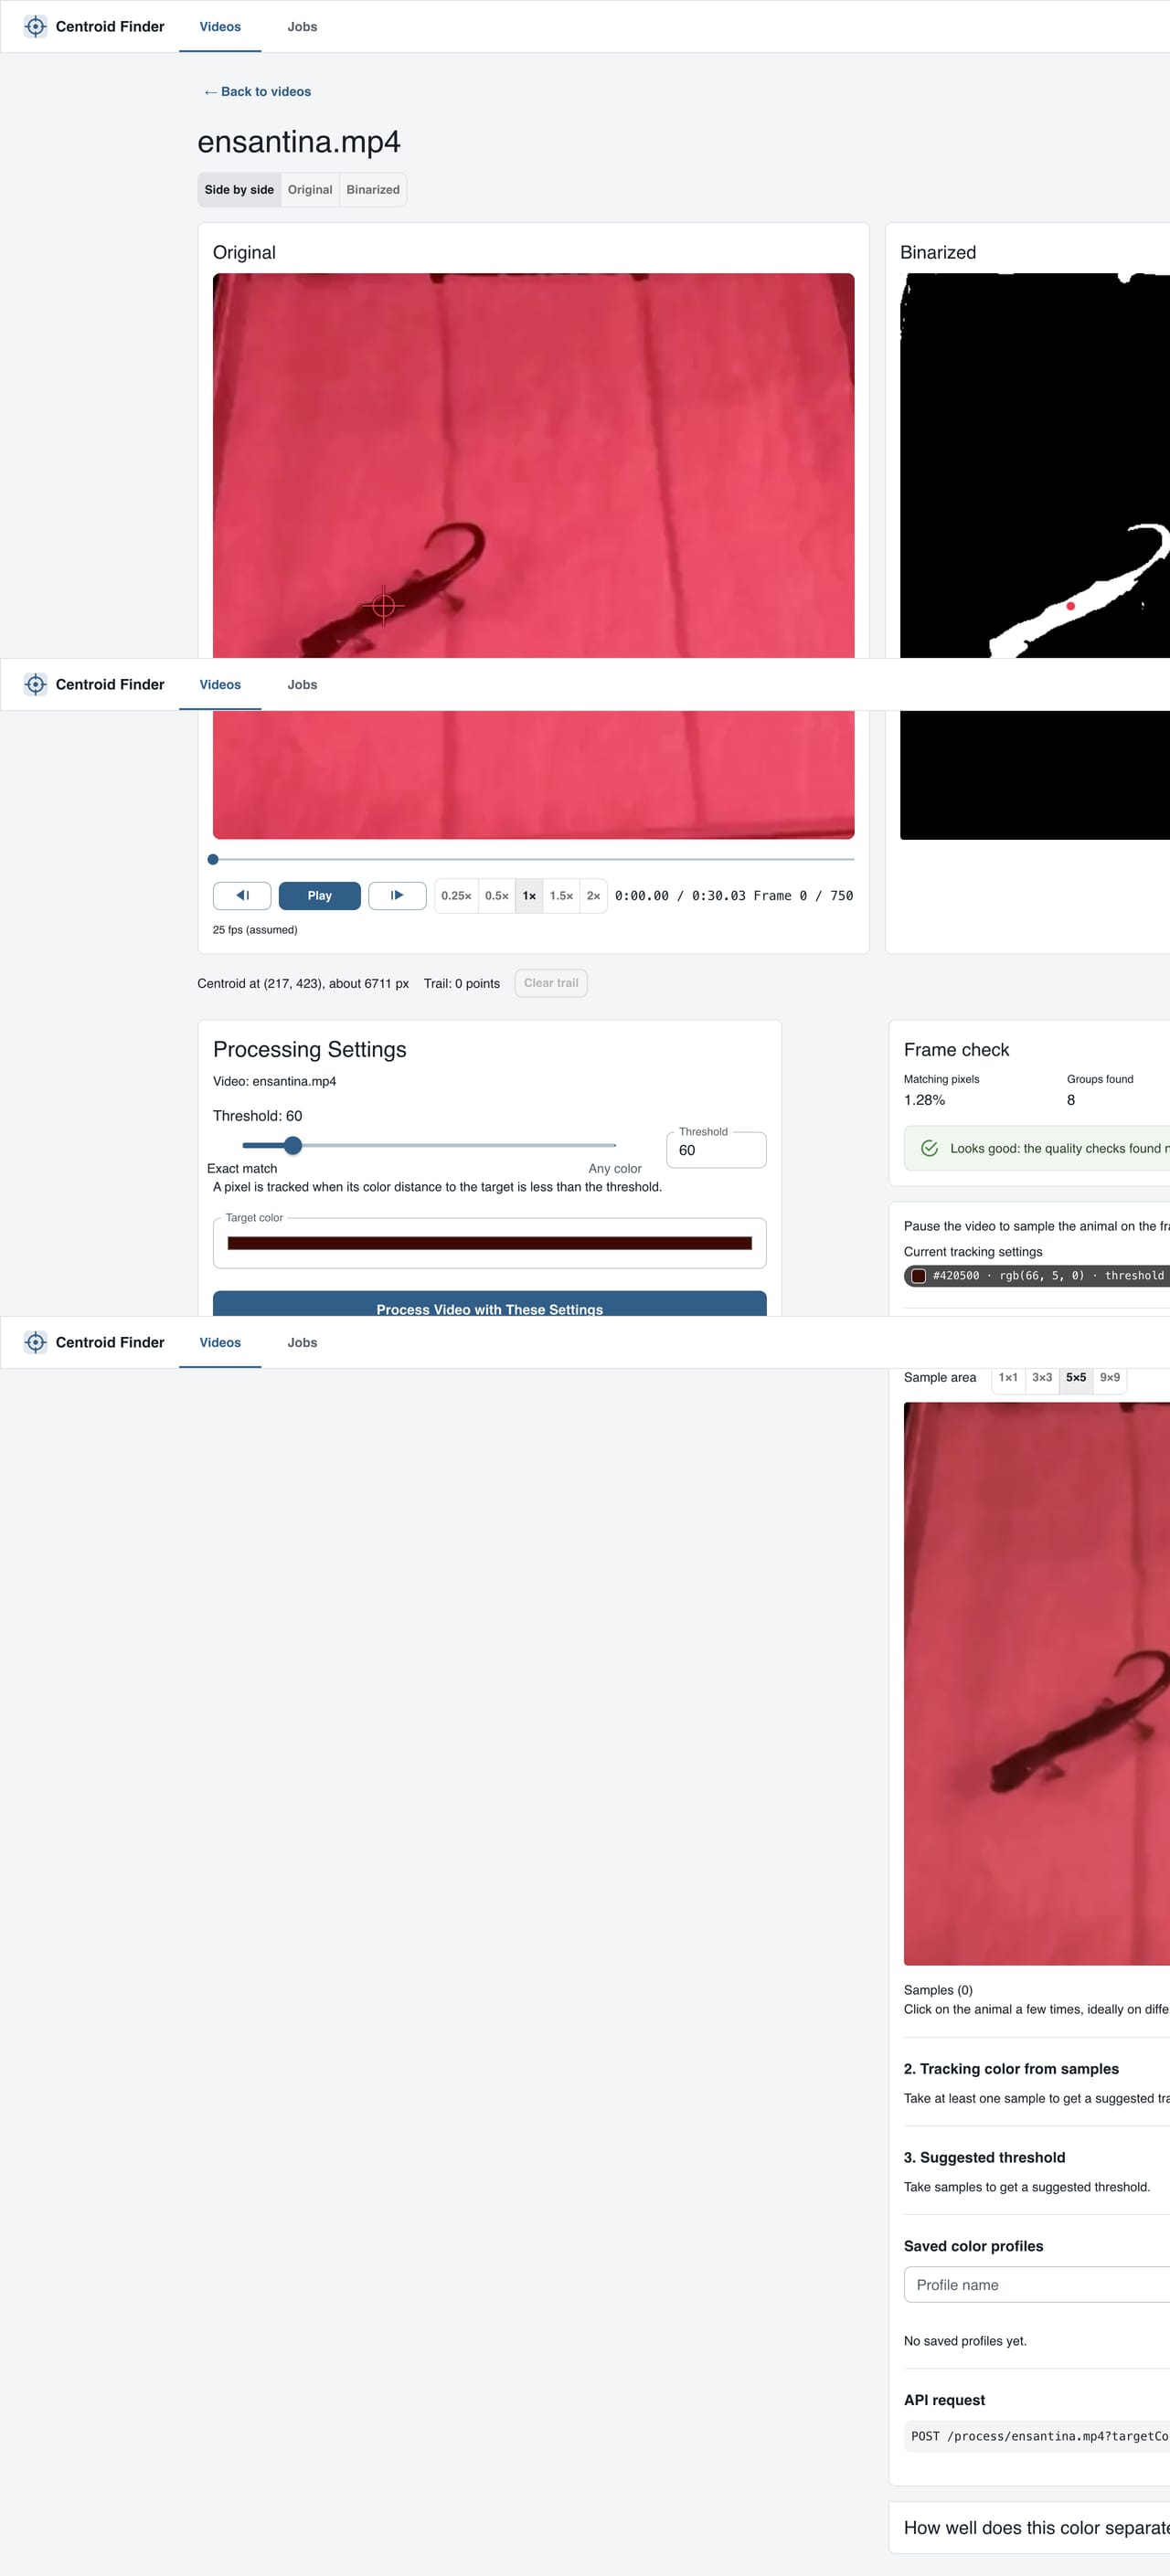 Centroid Finder Videos Jobs
← Back to videos
ensantina.mp4
Side by side Original Binarized
Original
Binarized
Centroid Finder Videos Jobs
Play 0.25× 0.5× 1× 1.5× 2× 0:00.00 / 0:30.03 Frame 0 / 750
25 fps (assumed)
Centroid at (217, 423), about 6711 px Trail: 0 points Clear trail
Processing Settings
Video: ensantina.mp4
Threshold: 60
Threshold
60
Exact match Any color
A pixel is tracked when its color distance to the target is less than the threshold.
Target color
Process Video with These Settings
Frame check
Matching pixels Groups found
1.28% 8
Looks good: the quality checks found n
Pause the video to sample the animal on the fra
Current tracking settings
#420500 · rgb(66, 5, 0) · threshold
Centroid Finder Videos Jobs
Sample area 1×1 3×3 5×5 9×9
Samples (0)
Click on the animal a few times, ideally on diffe
2. Tracking color from samples
Take at least one sample to get a suggested tra
3. Suggested threshold
Take samples to get a suggested threshold.
Saved color profiles
Profile name
No saved profiles yet.
API request
POST /process/ensantina.mp4?targetCo
How well does this color separate